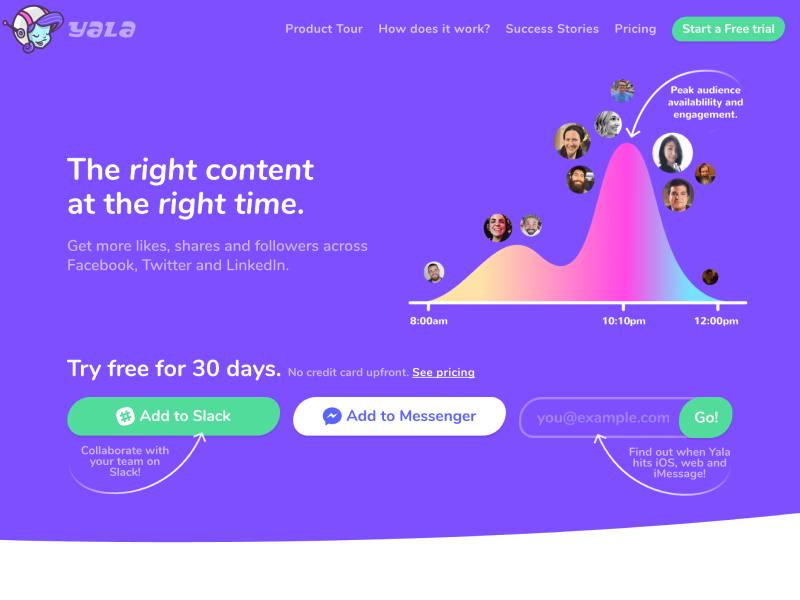 YALA
Product Tour
How does it work?
Success Stories
Pricing
Start a Free trial
Peak audience
availablility and
engagement.
The right content
at the right time.
Get more likes, shares and followers across
Facebook, Twitter and LinkedIn.
8:00am
10:10pm
12:00pm
Try free for 30 days. No credit card upfront. See pricing
Add to Slack
Add to Messenger
you@example.com
Go!
Collaborate with
your team on
Slack!
Find out when Yala
hits iOS, web and
iMessage!